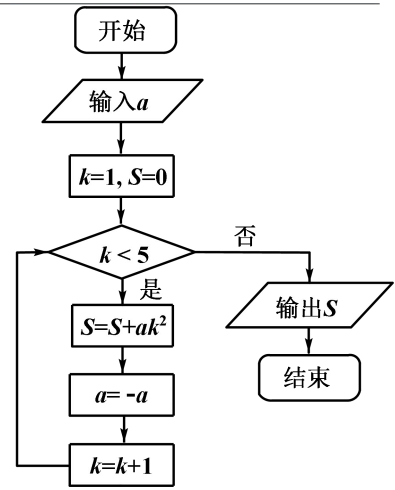 开始
输入a
k=1, S=0
k < 5
否
是
S=S+ak²
输出S
a= -a
结束
k=k+1